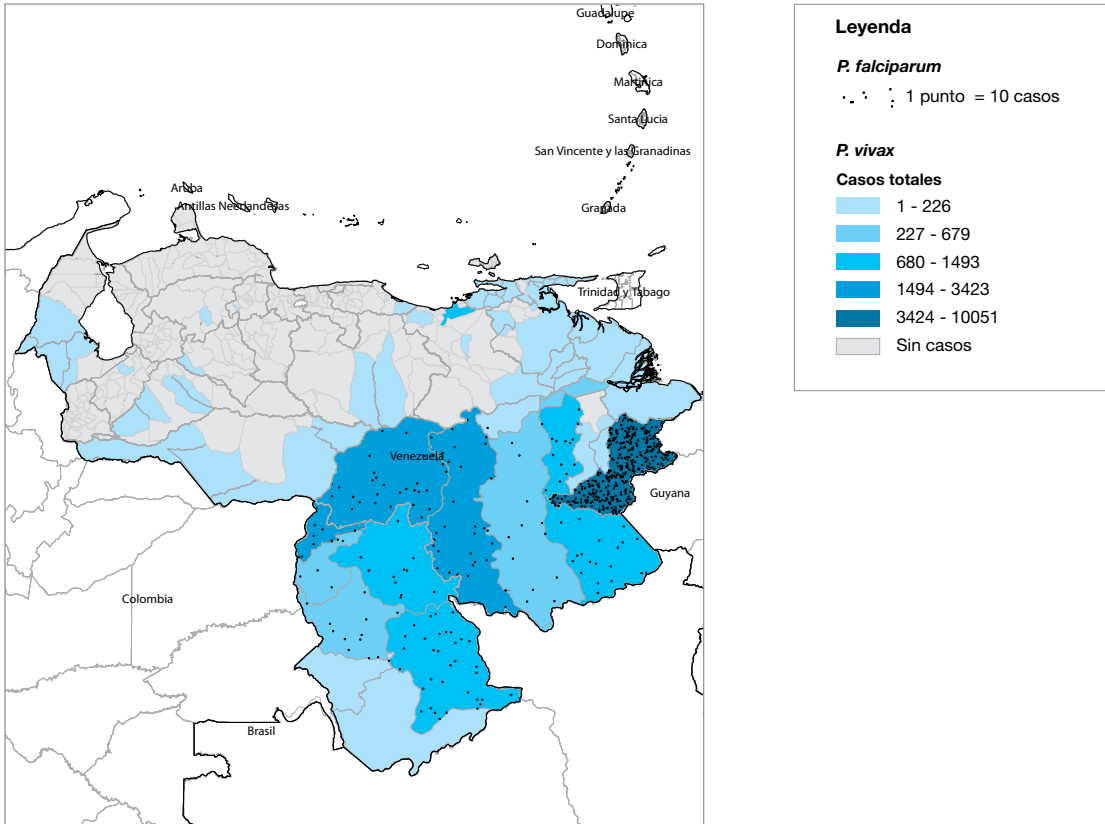 Guadalupe
Dominica
Martinica
Santa Lucia
San Vincente y las Granadinas
Aruba
Antillas Neerlandesas
Granada
Trinidad y Tabago
Venezuela
Guyana
Colombia
Brasil
Leyenda
P. falciparum
1 punto = 10 casos
P. vivax
Casos totales
1 - 226
227 - 679
680 - 1493
1494 - 3423
3424 - 10051
Sin casos